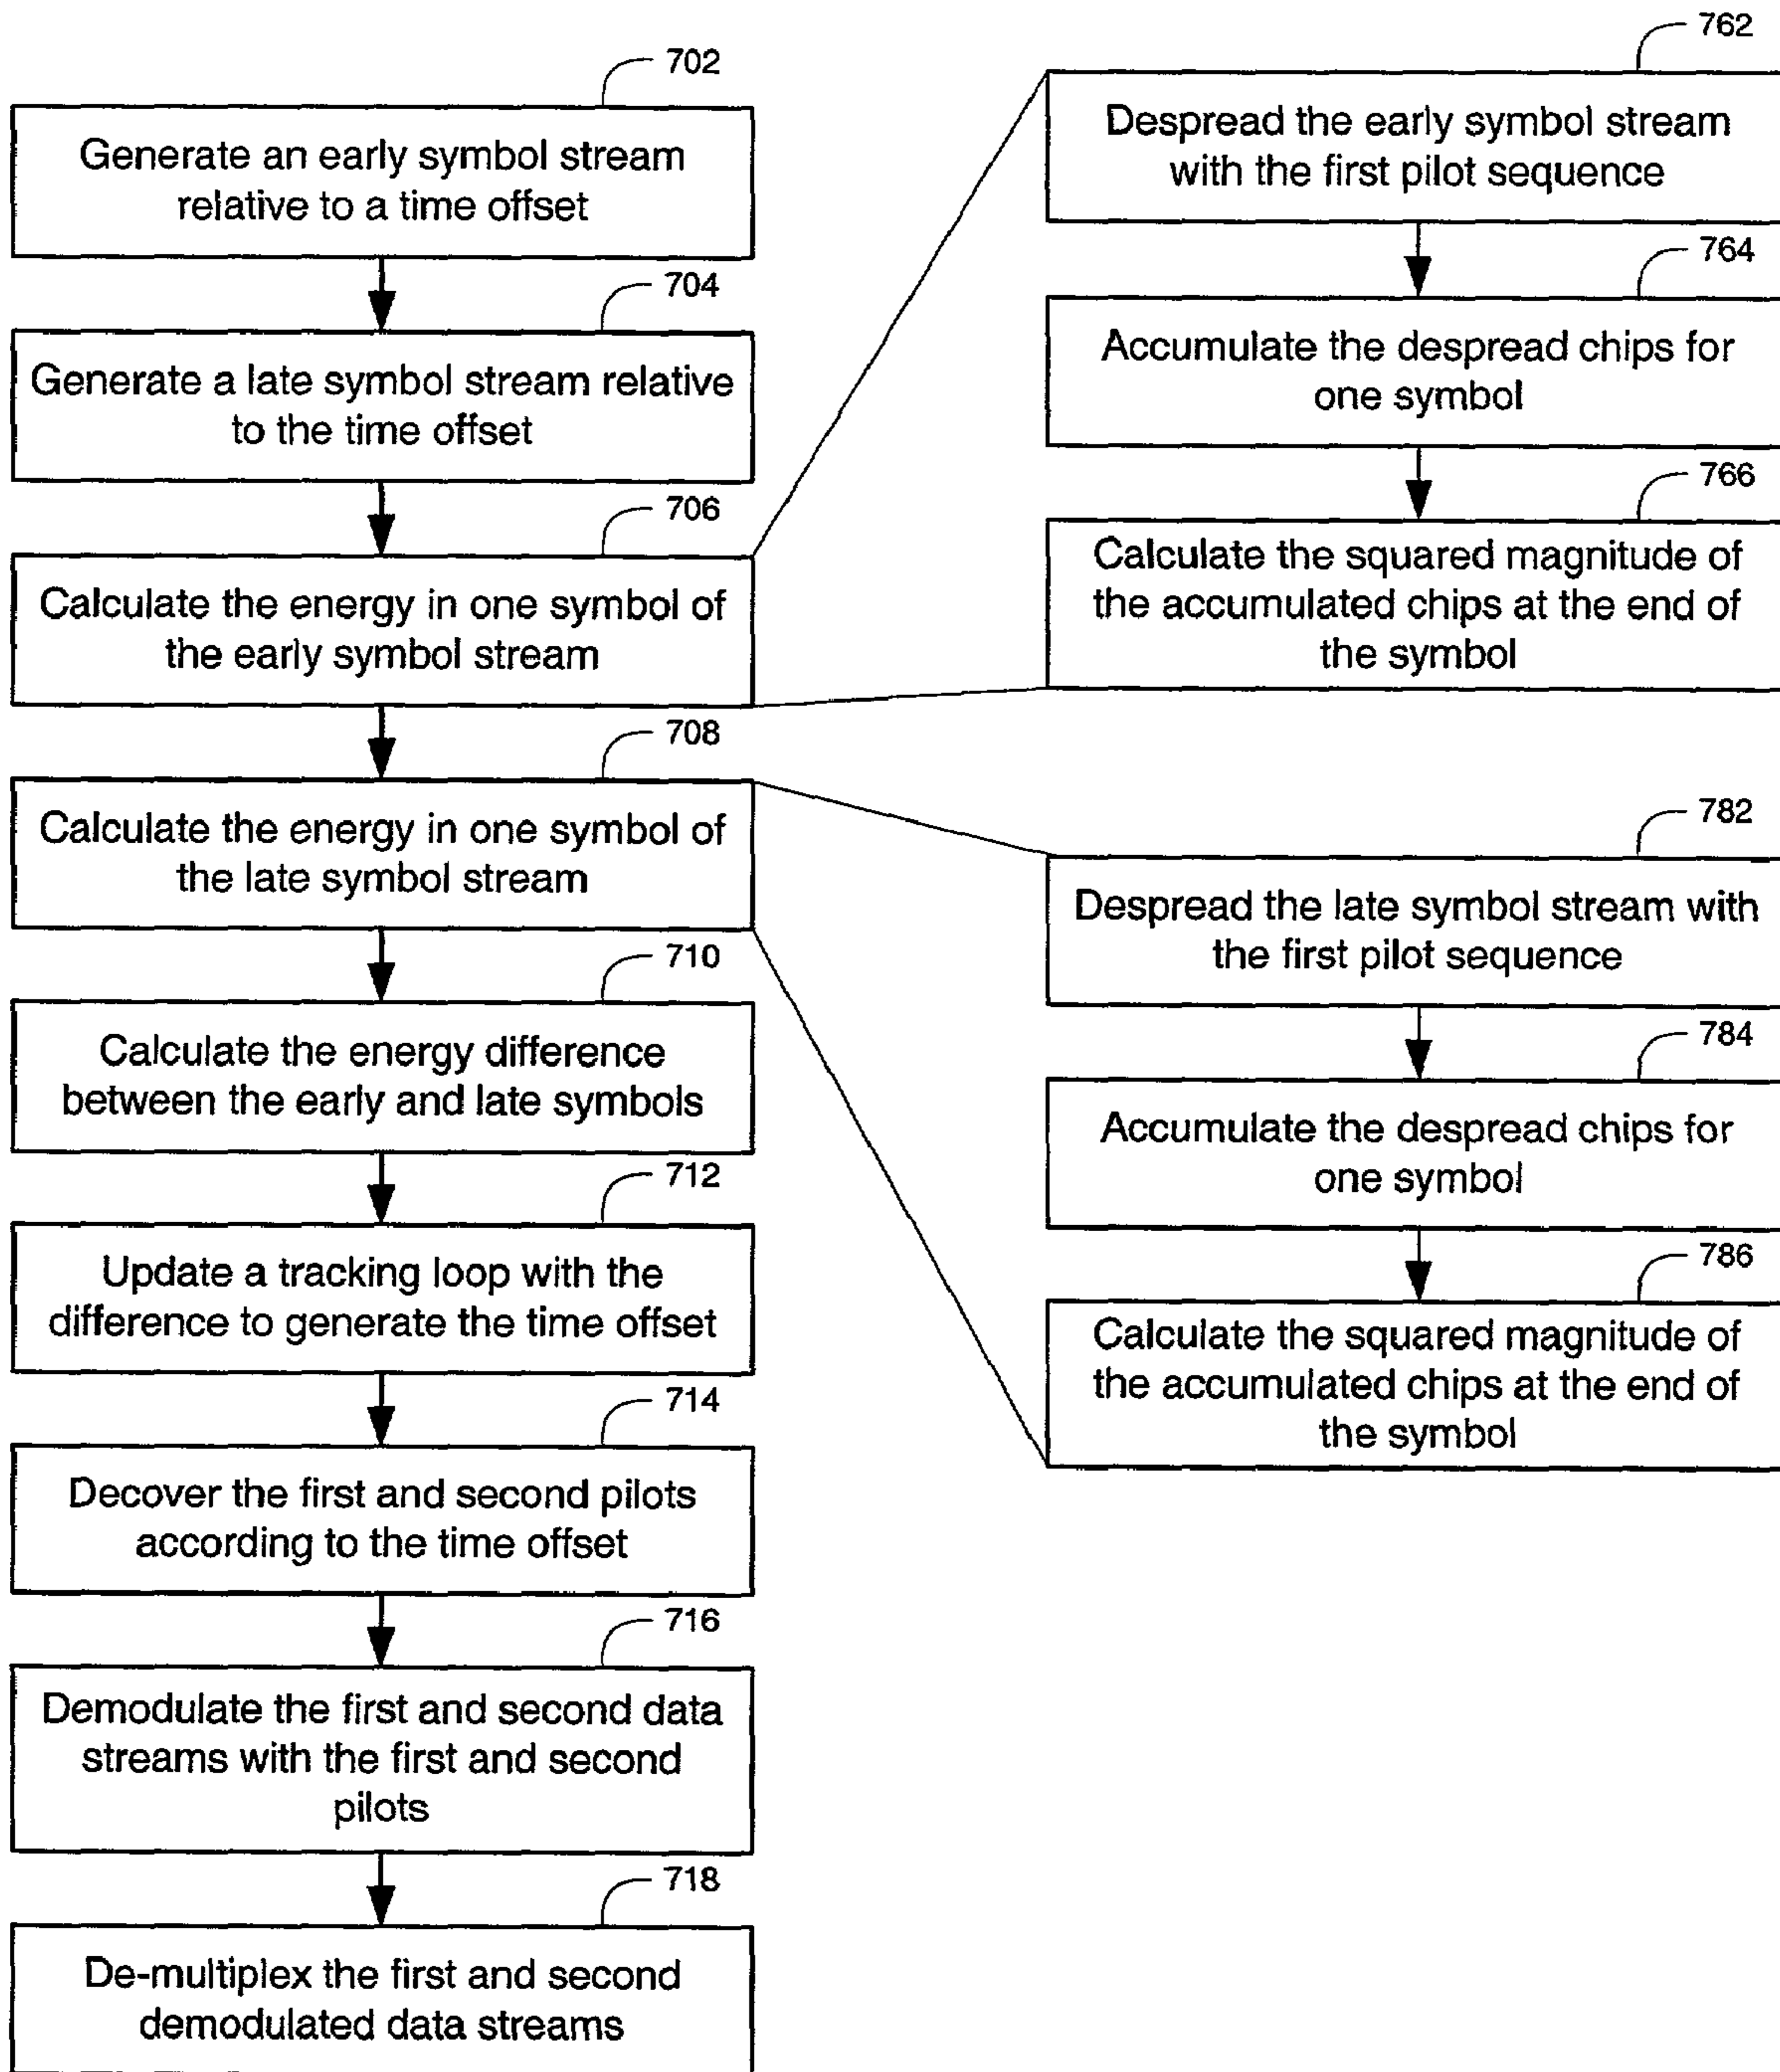 702
Generate an early symbol stream
relative to a time offset
704
Generate a late symbol stream relative
to the time offset
706
Calculate the energy in one symbol of
the early symbol stream
708
Calculate the energy in one symbol of
the late symbol stream
710
Calculate the energy difference
between the early and late symbols
712
Update a tracking loop with the
difference to generate the time offset
714
Decover the first and second pilots
according to the time offset
716
Demodulate the first and second data
streams with the first and second
pilots
718
De-multiplex the first and second
demodulated data streams
762
Despread the early symbol stream
with the first pilot sequence
764
Accumulate the despread chips for
one symbol
766
Calculate the squared magnitude of
the accumulated chips at the end of
the symbol
782
Despread the late symbol stream with
the first pilot sequence
784
Accumulate the despread chips for
one symbol
786
Calculate the squared magnitude of
the accumulated chips at the end of
the symbol